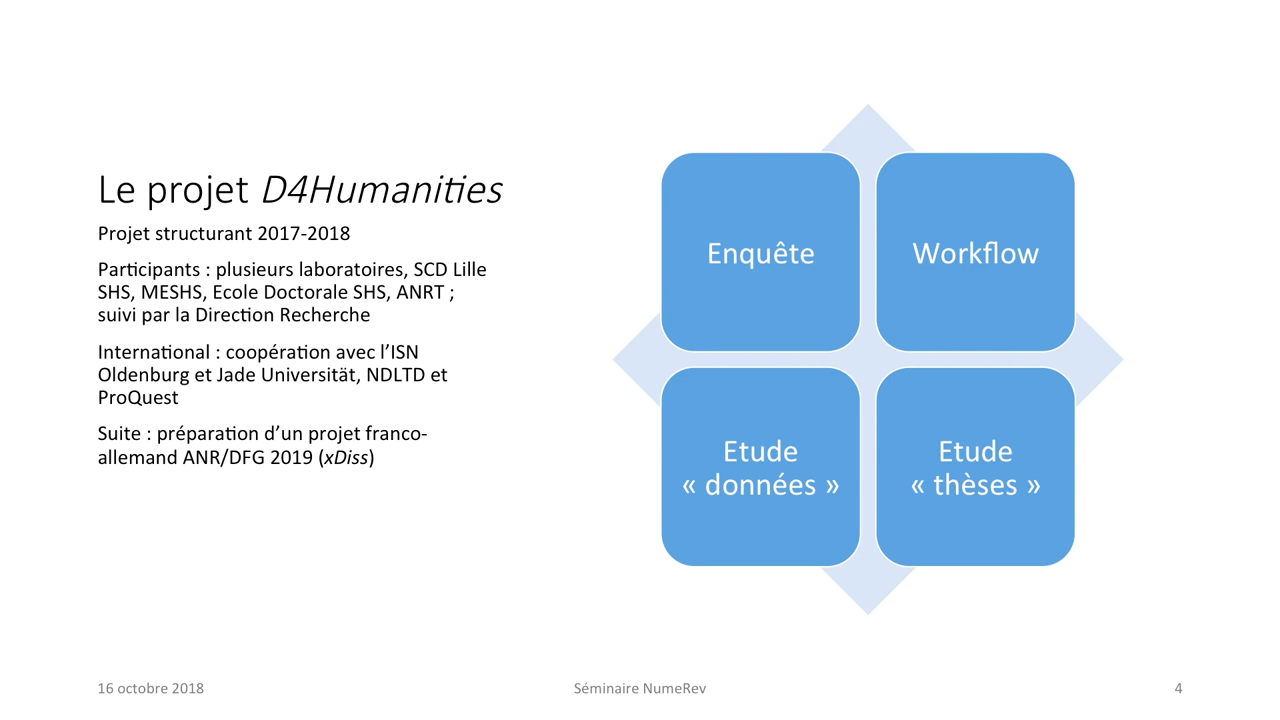 Le projet D4Humanities
Projet structurant 2017-2018
Participants : plusieurs laboratoires, SCD Lille
SHS, MESHS, Ecole Doctorale SHS, ANRT ;
suivi par la Direction Recherche
International : coopération avec l’ISN
Oldenburg et Jade Universität, NDLTD et
ProQuest
Suite : préparation d’un projet franco-
allemand ANR/DFG 2019 (xDiss)
Enquête
Workflow
Etude
« données »
Etude
« thèses »
16 octobre 2018
Séminaire NumeRev
4